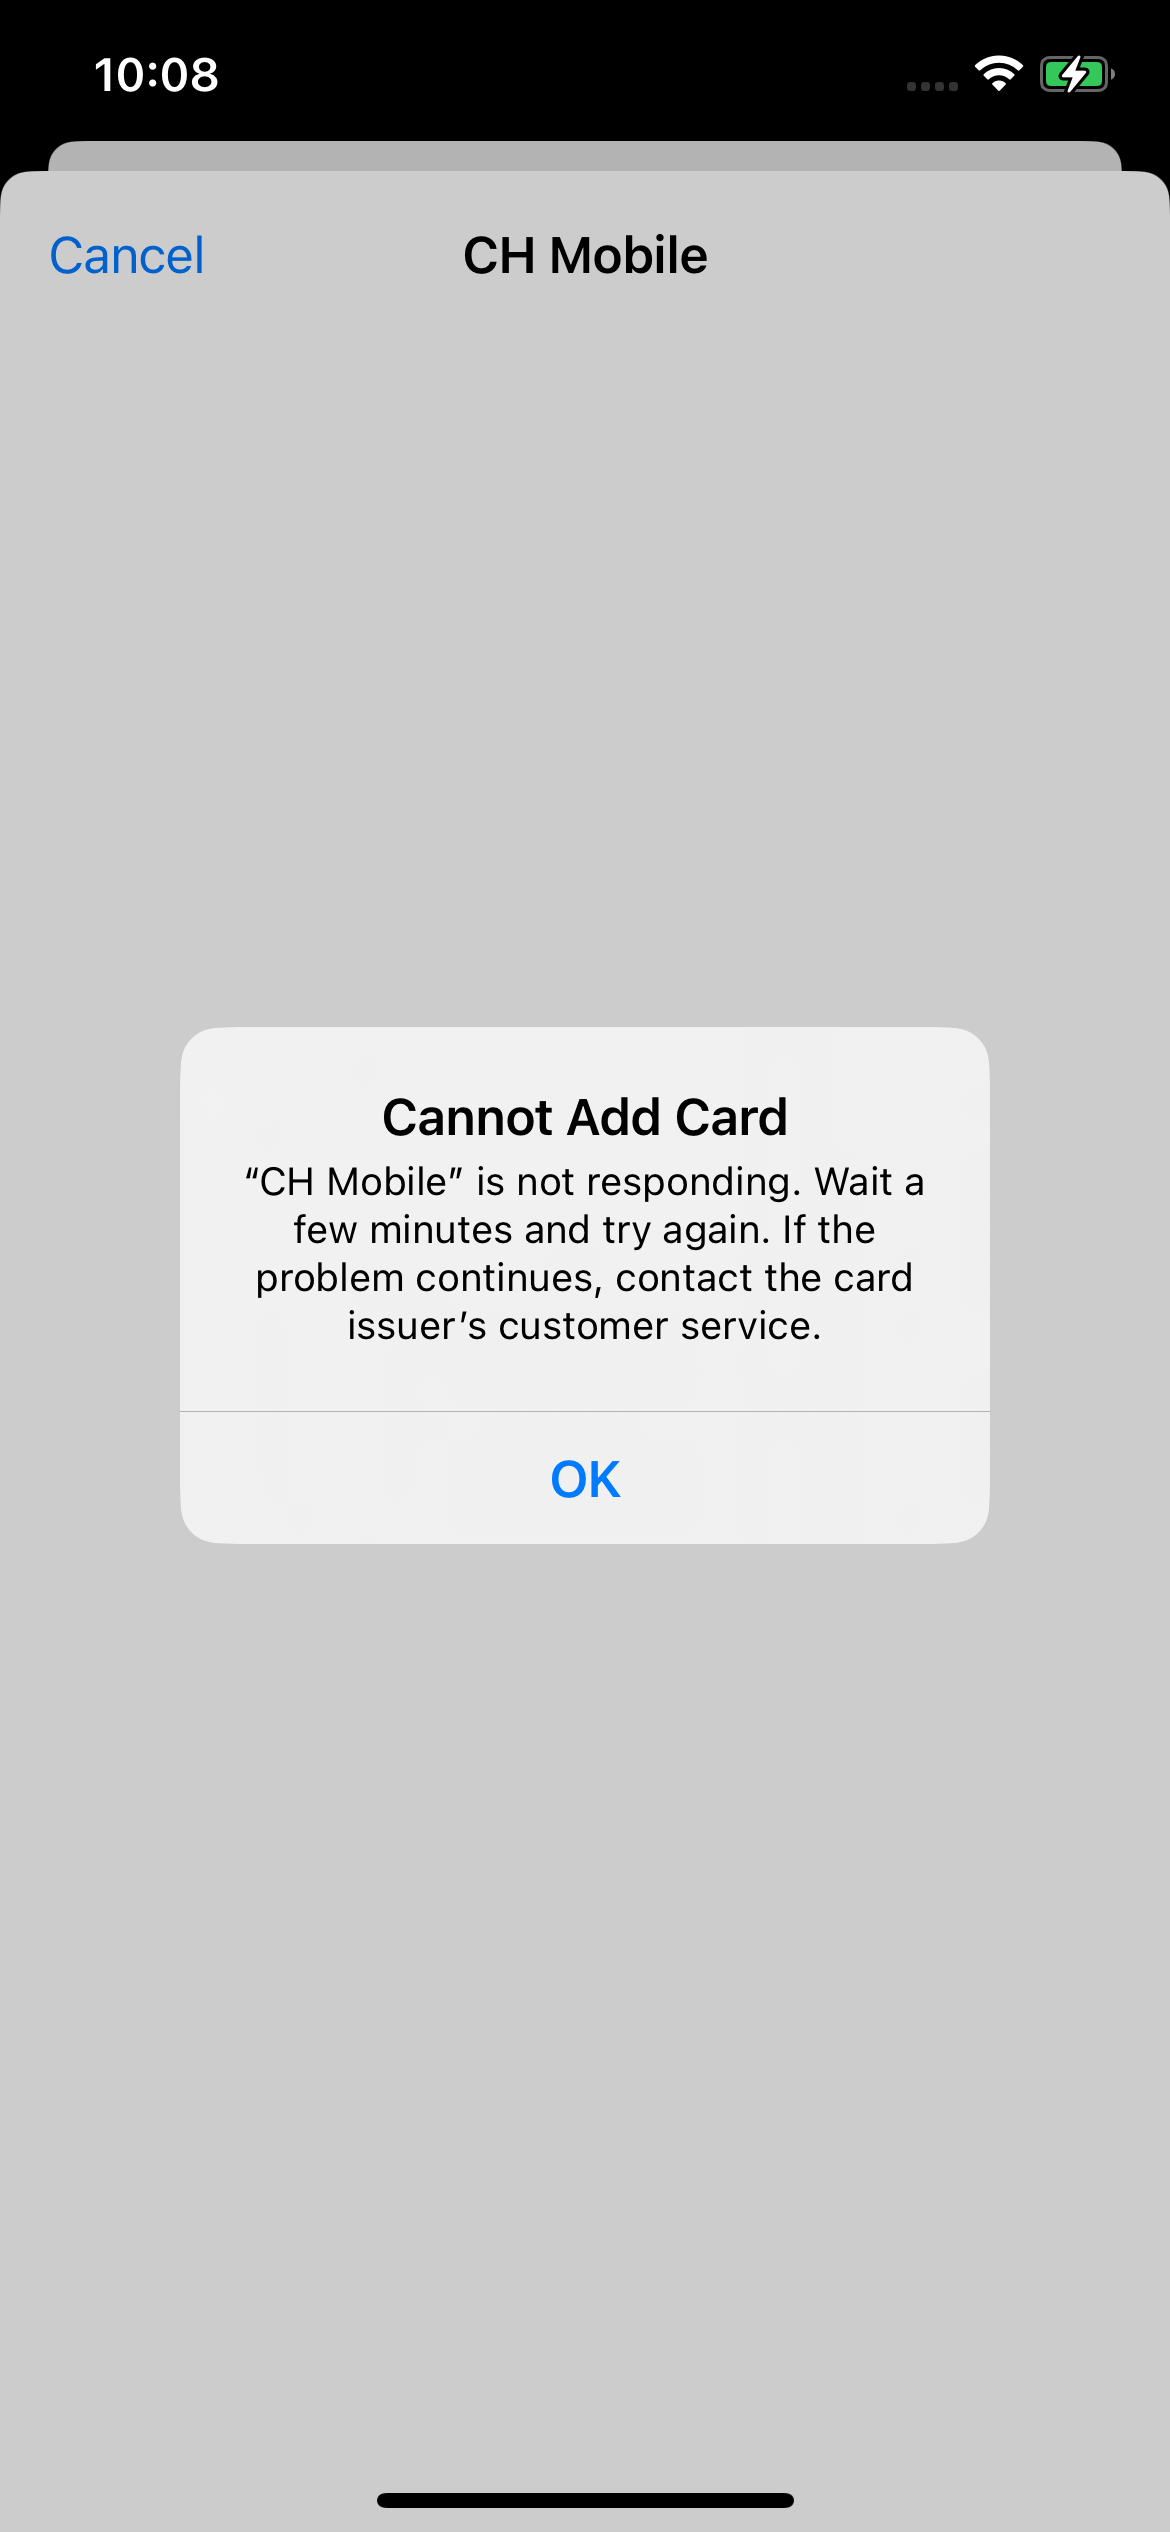 10:08
Cancel
CH Mobile
Cannot Add Card
“CH Mobile” is not responding. Wait a
few minutes and try again. If the
problem continues, contact the card
issuer’s customer service.
OK